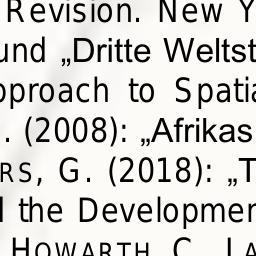 Revision. New Y
und „Dritte Weltst
pproach to Spatia
. (2008): „Afrikas
RS, G. (2018): „T
the Developmen
HOWARTH C. LA